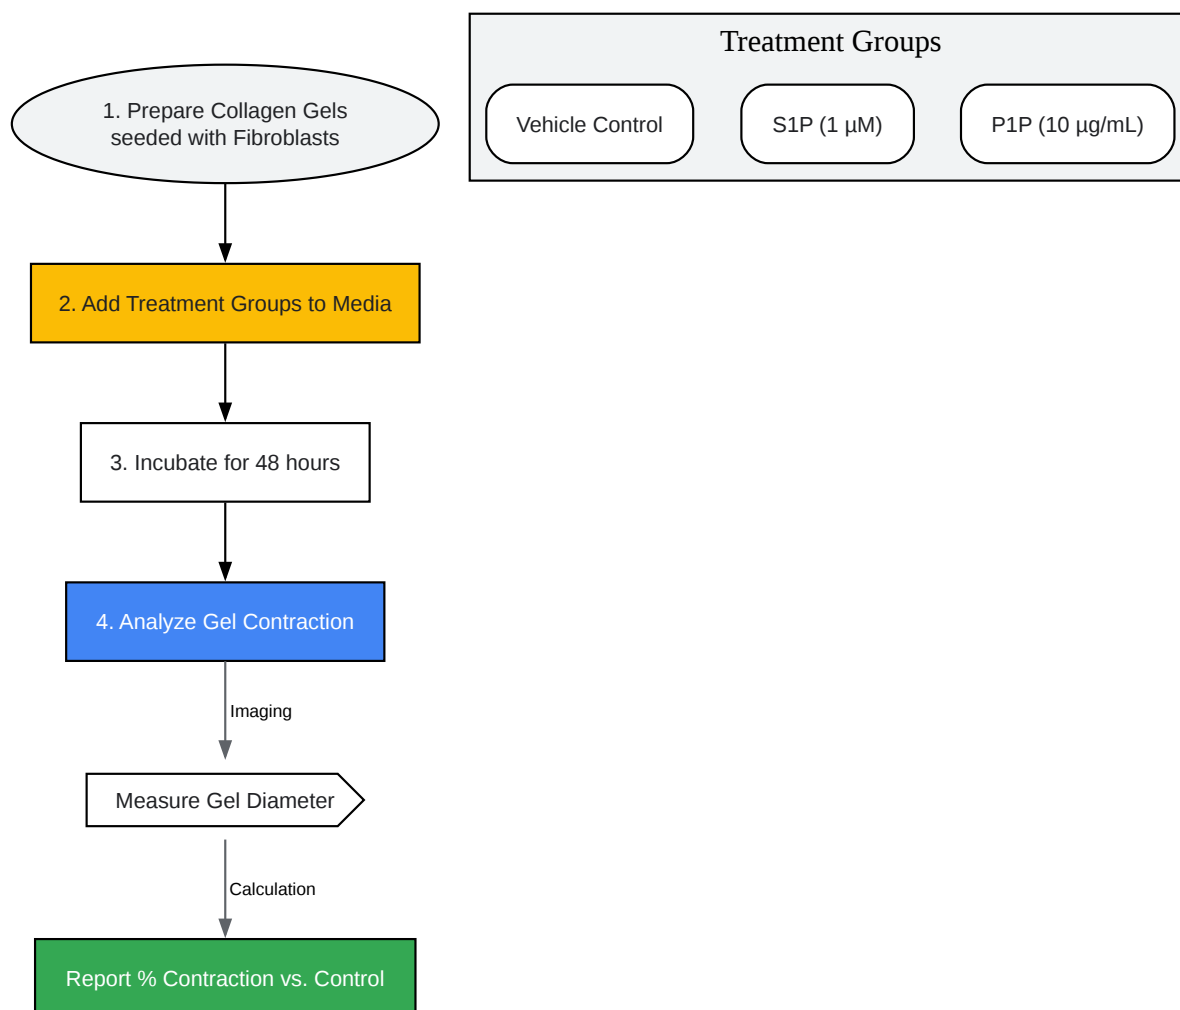 Treatment Groups
1. Prepare Collagen Gels
seeded with Fibroblasts
Vehicle Control
S1P (1 µM)
P1P (10 µg/mL)
2. Add Treatment Groups to Media
3. Incubate for 48 hours
4. Analyze Gel Contraction
Imaging
Measure Gel Diameter
Calculation
Report % Contraction vs. Control